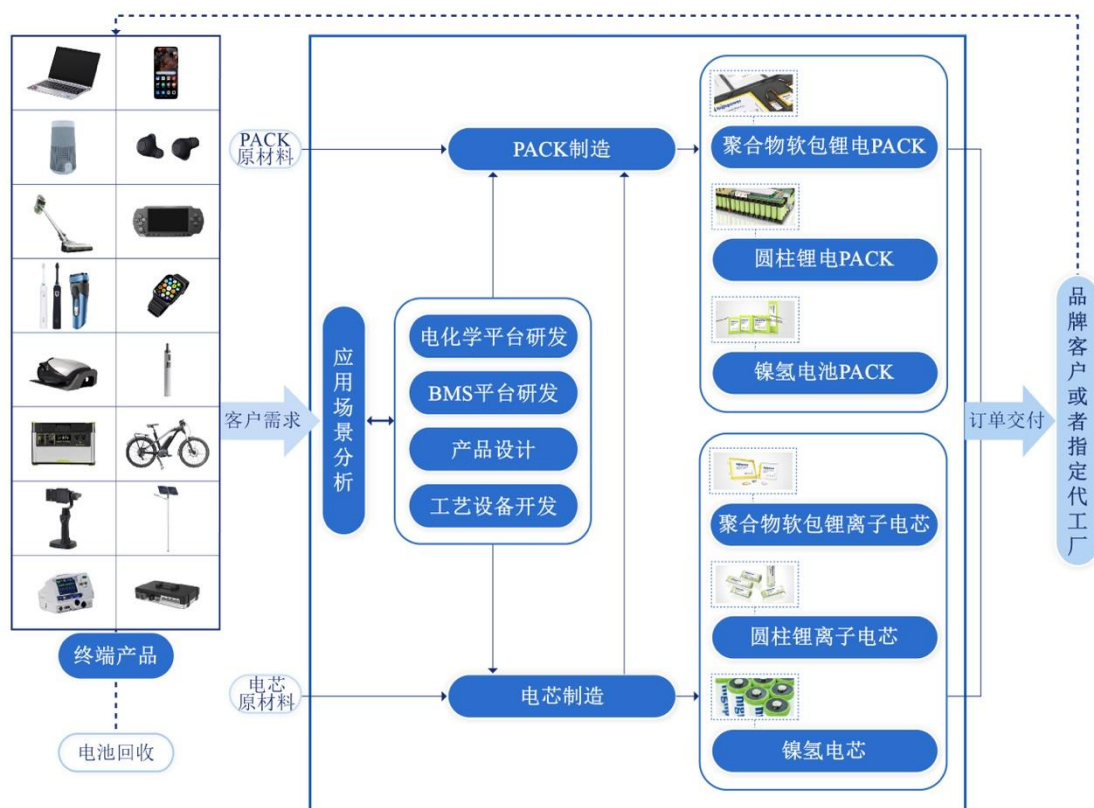 PACK
原材料
PACK制造
聚合物软包锂电PACK
圆柱锂电PACK
镍氢电池PACK
应用场景分析
电化学平台研发
BMS平台研发
产品设计
工艺设备开发
客户需求
订单交付
品牌客户或者指定代工厂
聚合物软包锂离子电芯
圆柱锂离子电芯
终端产品
电芯
原材料
电芯制造
镍氢电芯
电池回收